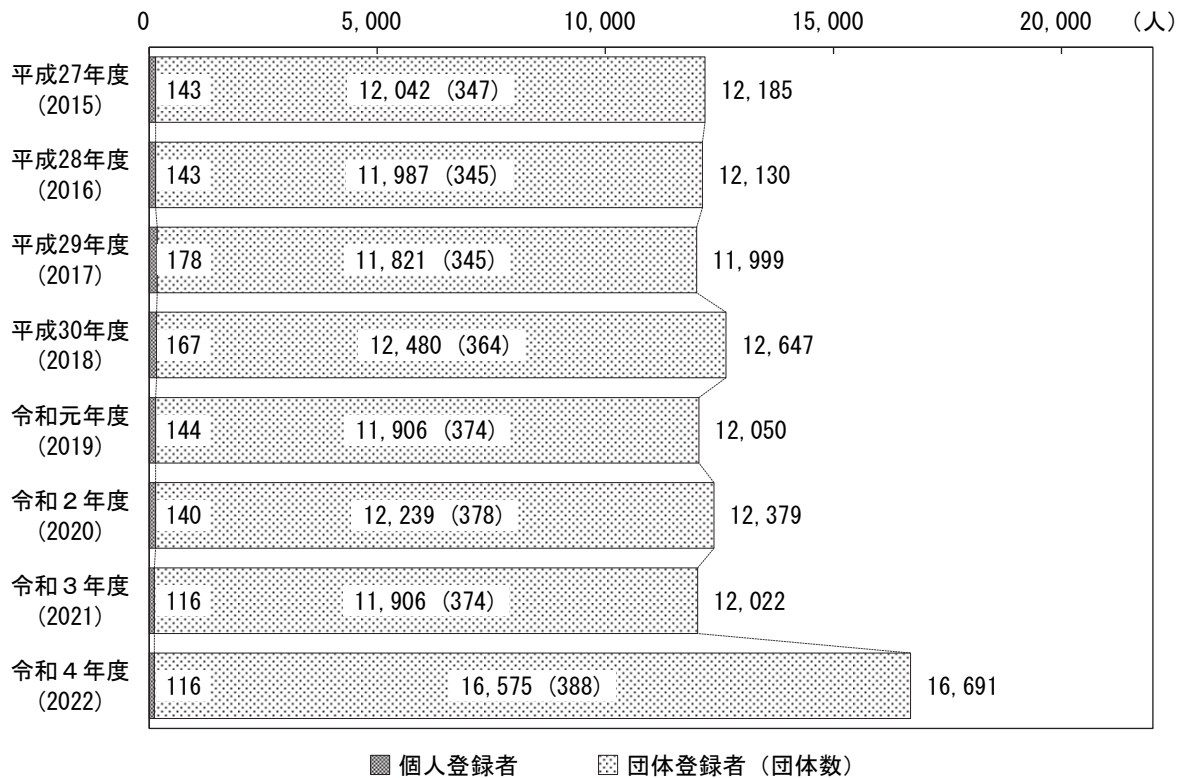 0 5,000 10,000 15,000 20,000 （人）
平成27年度
(2015)
143 12,042（347） 12,185
平成28年度
(2016)
143 11,987（345） 12,130
平成29年度
(2017)
178 11,821（345） 11,999
平成30年度
(2018)
167 12,480（364） 12,647
令和元年度
(2019)
144 11,906（374） 12,050
令和２年度
(2020)
140 12,239（378） 12,379
令和３年度
(2021)
116 11,906（374） 12,022
令和４年度
(2022)
116 16,575（388） 16,691
個人登録者 団体登録者（団体数）